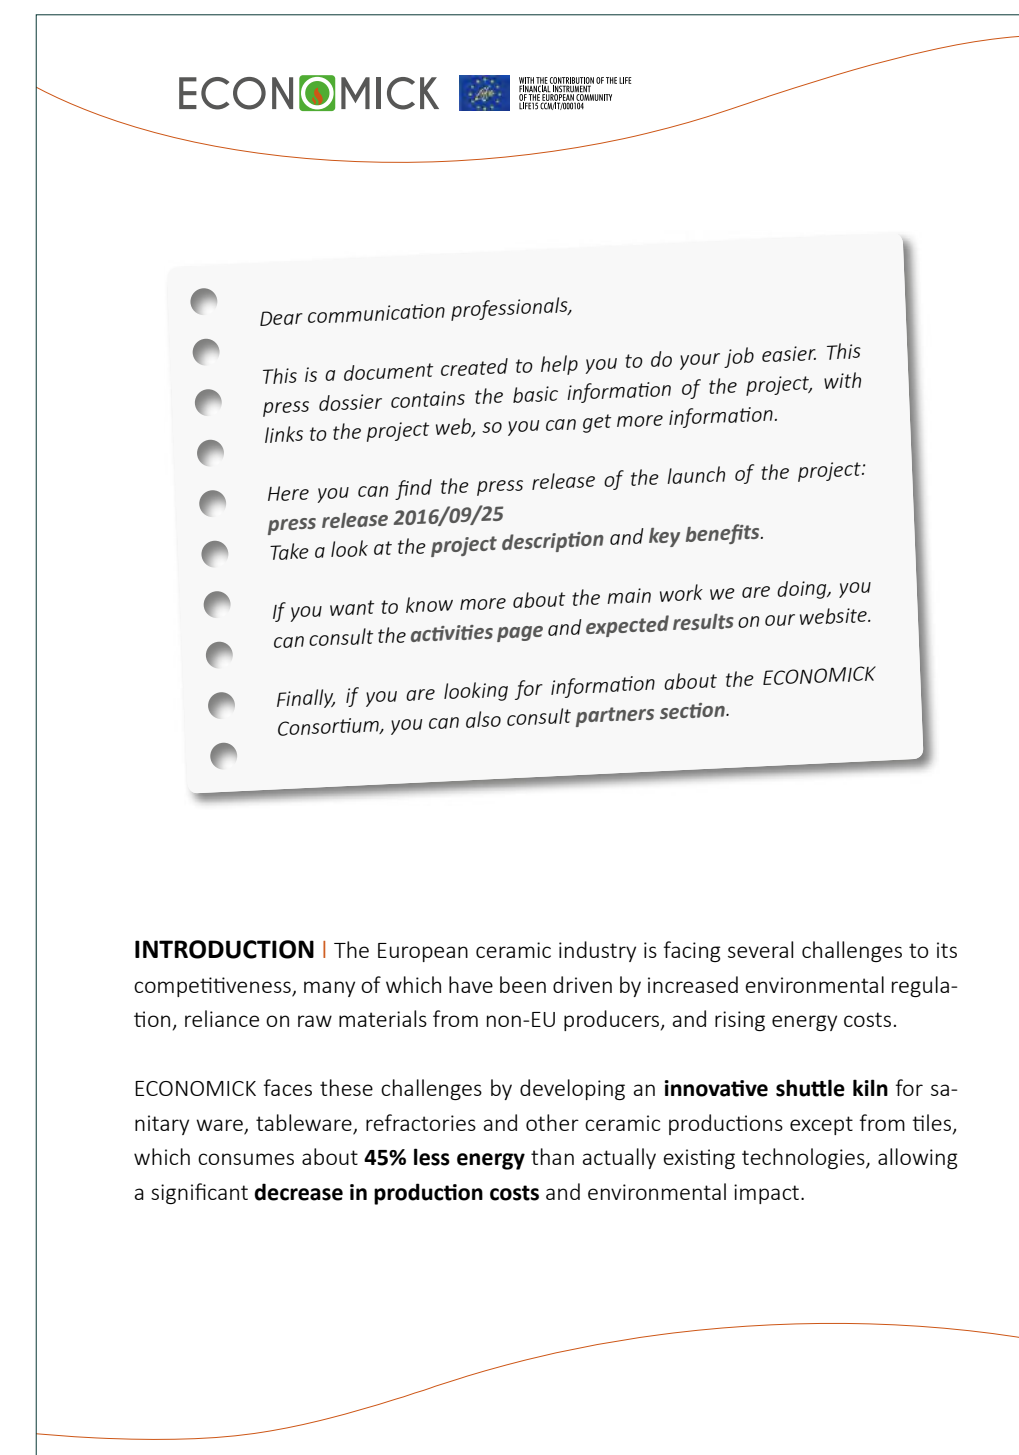 ECONOMICK
WITH THE CONTRIBUTION OF THE LIFE
FINANCIAL INSTRUMENT
OF THE EUROPEAN COMMUNITY
LIFE15 CCM/IT/000104
Dear communication professionals,
This is a document created to help you to do your job easier. This
press dossier contains the basic information of the project, with
links to the project web, so you can get more information.
Here you can find the press release of the launch of the project:
press release 2016/09/25
Take a look at the project description and key benefits.
If you want to know more about the main work we are doing, you
can consult the activities page and expected results on our website.
Finally, if you are looking for information about the ECONOMICK
Consortium, you can also consult partners section.
INTRODUCTION | The European ceramic industry is facing several challenges to its
competitiveness, many of which have been driven by increased environmental regula-
tion, reliance on raw materials from non-EU producers, and rising energy costs.
ECONOMICK faces these challenges by developing an innovative shuttle kiln for sa-
nitary ware, tableware, refractories and other ceramic productions except from tiles,
which consumes about 45% less energy than actually existing technologies, allowing
a significant decrease in production costs and environmental impact.